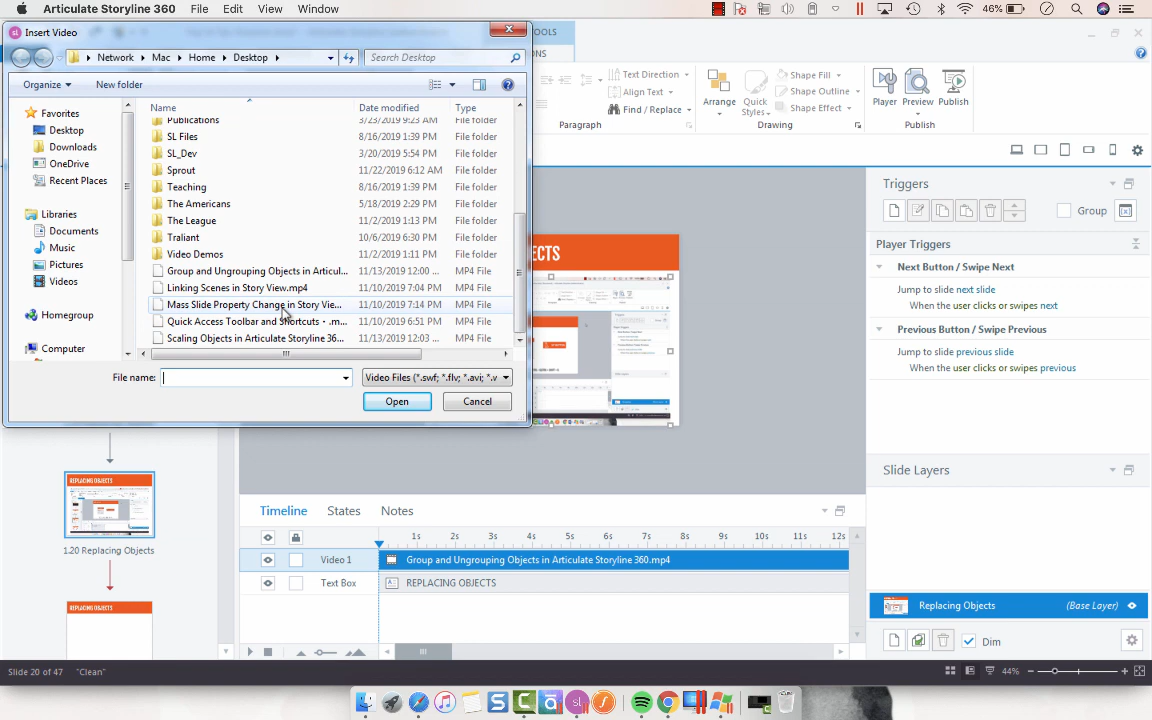 Articulate Storyline 360 File Edit View Window
46%
Insert Video
Network Mac Home Desktop
Search Desktop
Organize New folder
Favorites
Desktop
Downloads
OneDrive
Recent Places
Libraries
Documents
Music
Pictures
Videos
Homegroup
Computer
Name Date modified Type
Publications 3/23/2019 9:23 AM File folder
SL Files 8/16/2019 1:39 PM File folder
SL_Dev 3/20/2019 5:54 PM File folder
Sprout 11/22/2019 6:12 AM File folder
Teaching 8/16/2019 1:39 PM File folder
The Americans 5/18/2019 2:29 PM File folder
The League 11/2/2019 1:13 PM File folder
Traliant 10/6/2019 6:30 PM File folder
Video Demos 11/2/2019 1:11 PM File folder
Group and Ungrouping Objects in Articul... 11/13/2019 12:00 ... MP4 File
Linking Scenes in Story View.mp4 11/10/2019 7:04 PM MP4 File
Mass Slide Property Change in Story Vie... 11/10/2019 7:14 PM MP4 File
Quick Access Toolbar and Shortcuts - .m... 11/10/2019 6:51 PM MP4 File
Scaling Objects in Articulate Storyline 36... 11/13/2019 12:03 ... MP4 File
File name: Video Files (*.swf; *.flv; *.avi; *.v
Open Cancel
OOLS
ONS
Text Direction
Align Text
Find / Replace
Paragraph
Arrange
Quick Styles
Shape Fill
Shape Outline
Shape Effect
Drawing
Player Preview Publish
Publish
ECTS
Triggers
Group
Player Triggers
Next Button / Swipe Next
Jump to slide next slide
When the user clicks or swipes next
Previous Button / Swipe Previous
Jump to slide previous slide
When the user clicks or swipes previous
Slide Layers
Replacing Objects (Base Layer)
Dim
REPLACING OBJECTS
1.20 Replacing Objects
Timeline States Notes
1s 2s 3s 4s 5s 6s 7s 8s 9s 10s 11s 12s
Video 1 Group and Ungrouping Objects in Articulate Storyline 360.mp4
Text Box REPLACING OBJECTS
Slide 20 of 47 "Clean"
44%